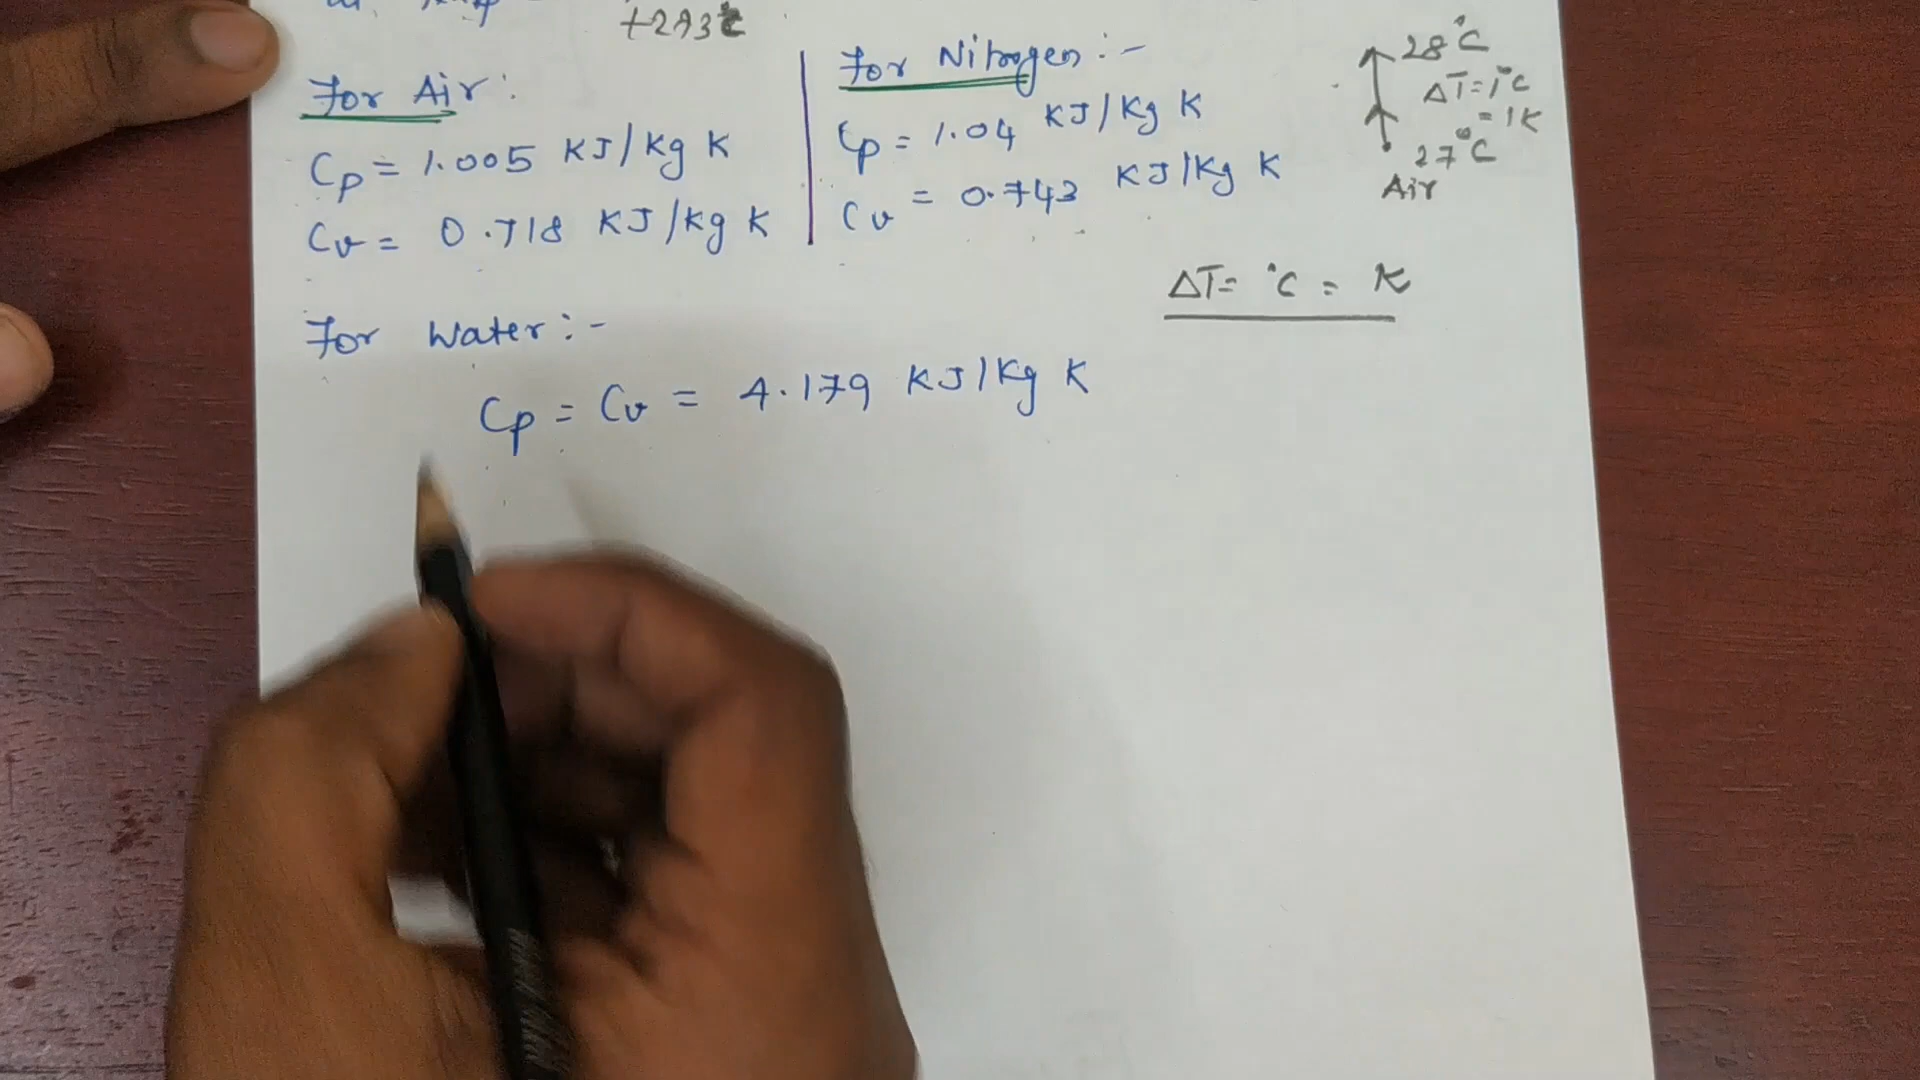 +293
For Air :
Cp = 1.005 KJ/Kg K
Cv = 0.718 KJ/Kg K
For Nitrogen :-
Cp = 1.04 KJ/Kg K
Cv = 0.743 KJ/Kg K
28°C
ΔT=1°C
= 1K
27°C
Air
ΔT= °C = K
For Water :-
Cp = Cv = 4.179 KJ/Kg K